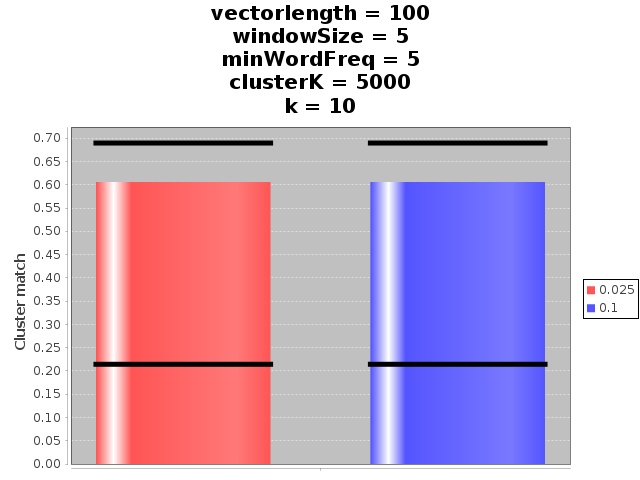 vectorlength = 100
windowSize = 5
minWordFreq = 5
clusterK = 5000
k = 10
0.70
0.65
0.60
0.55
0.50
0.45
0.40
0.35
0.30
0.25
0.20
0.15
0.10
0.05
0.00
Cluster match
0.025
0.1